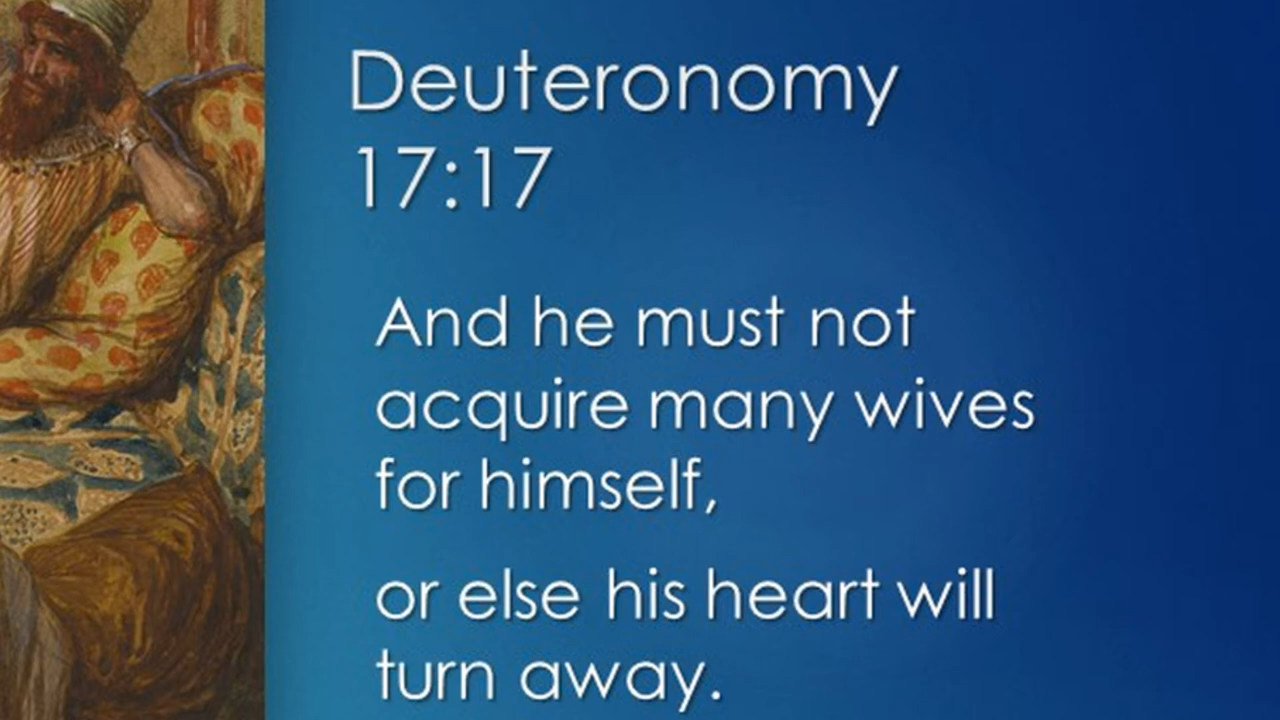 Deuteronomy
17:17
And he must not
acquire many wives
for himself,
or else his heart will
turn away.